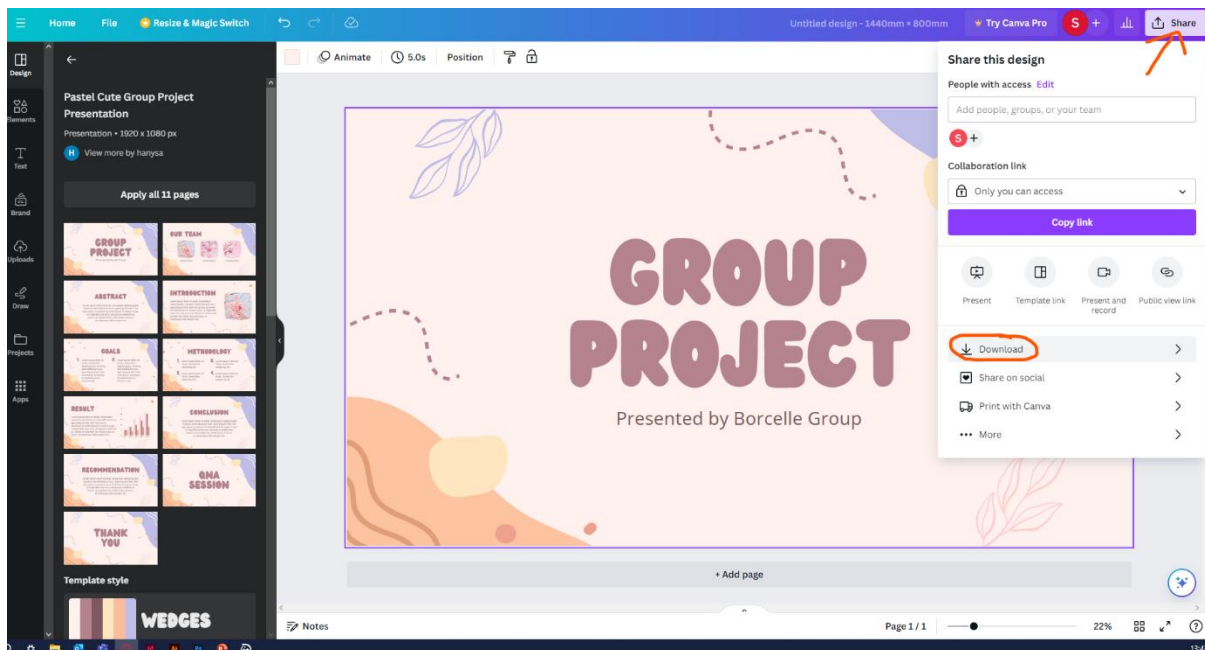 Home File Resize & Magic Switch Untitled design - 1440mm × 800mm Try Canva Pro S + Share
Design
Elements
Text
Brand
Uploads
Draw
Projects
Apps
Pastel Cute Group Project
Presentation
Presentation • 1920 x 1080 px
H View more by hanysa
Apply all 11 pages
GROUP
PROJECT
OUR TEAM
ABSTRACT
INTRODUCTION
GOALS
METHODOLOGY
RESULT
CONCLUSION
RECOMMENDATION
QNA
SESSION
THANK
YOU
Template style
WEDGES
Animate 5.0s Position
GROUP
PROJECT
Presented by Borcelle Group
+ Add page
Notes Page 1 / 1 22%
Share this design
People with access Edit
Add people, groups, or your team
S +
Collaboration link
Only you can access
Copy link
Present Template link Present and Public view link
record
Download
Share on social
Print with Canva
More